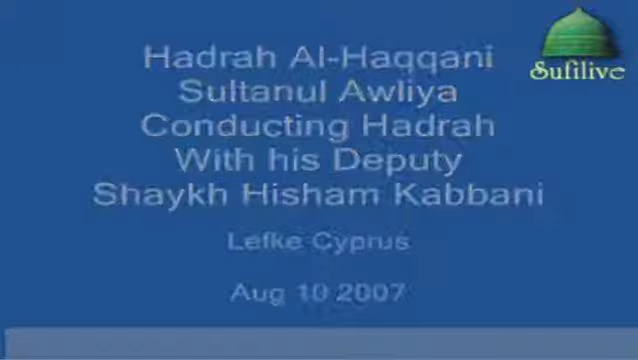 Hadrah Al-Haqqani
Sultanul Awliya
Conducting Hadrah
With his Deputy
Shaykh Hisham Kabbani
Lefke Cyprus
Aug 10 2007
Sufilive